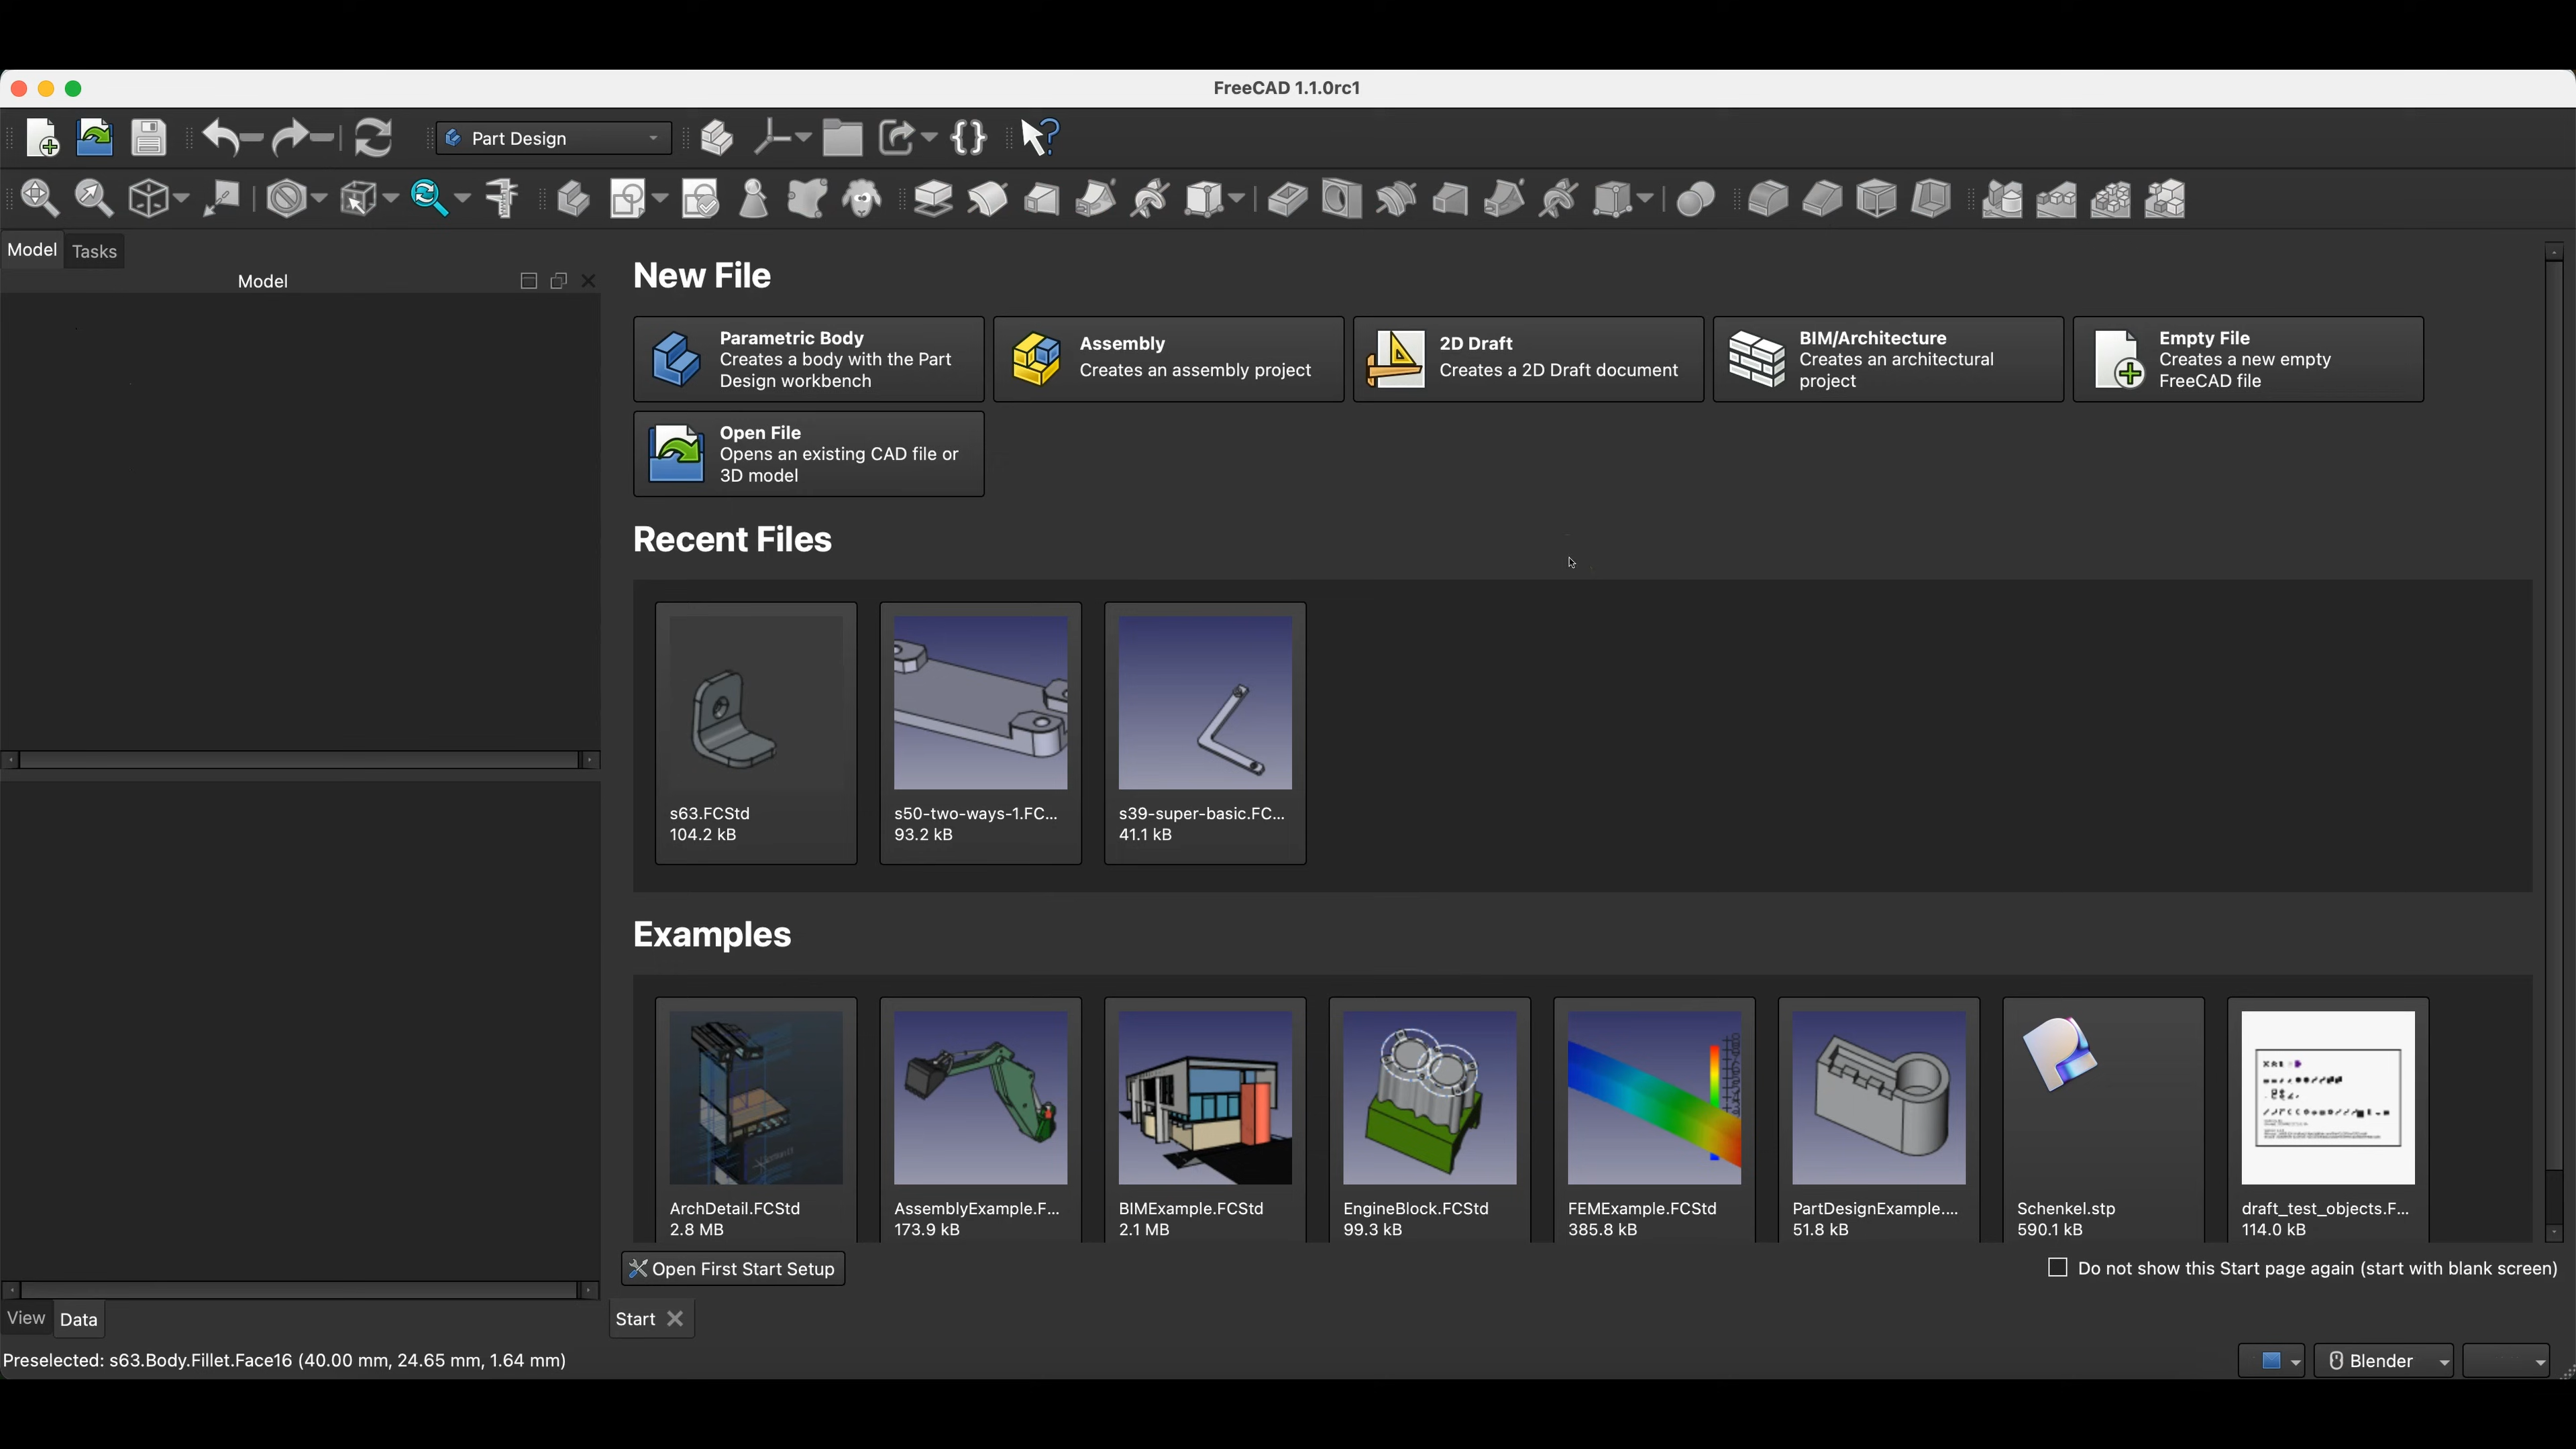 FreeCAD 1.1.0rc1
Part Design
Model
Tasks
Model
New File
Parametric Body
Creates a body with the Part
Design workbench
Assembly
Creates an assembly project
2D Draft
Creates a 2D Draft document
BIM/Architecture
Creates an architectural
project
Empty File
Creates a new empty
FreeCAD file
Open File
Opens an existing CAD file or
3D model
Recent Files
s63.FCStd
104.2 kB
s50-two-ways-1.FC...
93.2 kB
s39-super-basic.FC...
41.1 kB
Examples
ArchDetail.FCStd
2.8 MB
AssemblyExample.F...
173.9 kB
BIMExample.FCStd
2.1 MB
EngineBlock.FCStd
99.3 kB
FEMExample.FCStd
385.8 kB
PartDesignExample....
51.8 kB
Schenkel.stp
590.1 kB
draft_test_objects.F...
114.0 kB
Open First Start Setup
Do not show this Start page again (start with blank screen)
View
Data
Start
Preselected: s63.Body.Fillet.Face16 (40.00 mm, 24.65 mm, 1.64 mm)
Blender